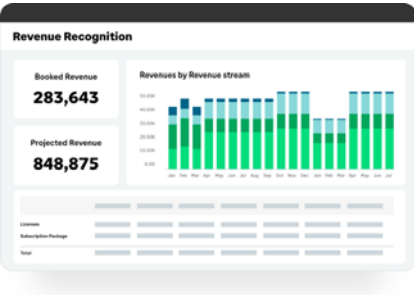 Revenue Recognition
Booked Revenue
283,643
Projected Revenue
848,875
Revenues by Revenue stream
50.000
40.000
30.000
20.000
10.000
0.00
Jan Feb Mar Apr May Jun Jul Aug Sep Oct Nov Dec Jan Feb Mar Apr May Jun Jul
Licenses
Subscription Package
Total